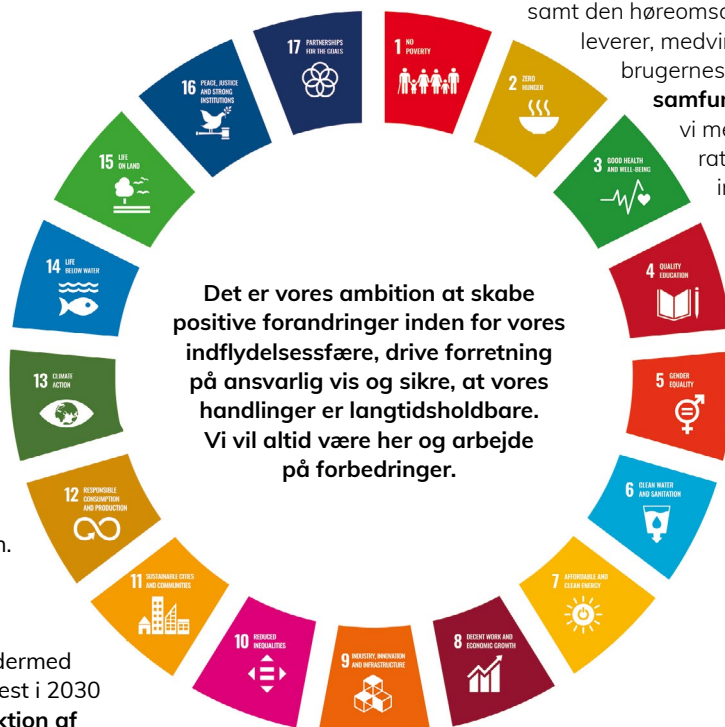 samt den
leverer,
brugernes
samfun
vi me
1 NO
POVERTY
2 ZERO
HUNGER
3 GOOD HEALTH
AND WELL-BEING
4 QUALITY
EDUCATION
5 GENDER
EQUALITY
6 CLEAN WATER
AND SANITATION
7 AFFORDABLE AND
CLEAN ENERGY
8 DECENT WORK AND
ECONOMIC GROWTH
9 INDUSTRY, INNOVATION
AND INFRASTRUCTURE
10 REDUCED
INEQUALITIES
11 SUSTAINABLE CITIES
AND COMMUNITIES
12 RESPONSIBLE
CONSUMPTION
AND PRODUCTION
13 CLIMATE
ACTION
14 LIFE
BELOW WATER
15 LIFE
ON LAND
16 PEACE, JUSTICE
AND STRONG
INSTITUTIONS
17 PARTNERSHIPS
FOR THE GOALS
Det er vores ambition at skabe
positive forandringer inden for vores
indflydelsessfære, drive forretning
på ansvarlig vis og sikre, at vores
handlinger er langtidsholdbare.
Vi vil altid være her og arbejde
på forbedringer.
dermed
est i 2030
ktion af